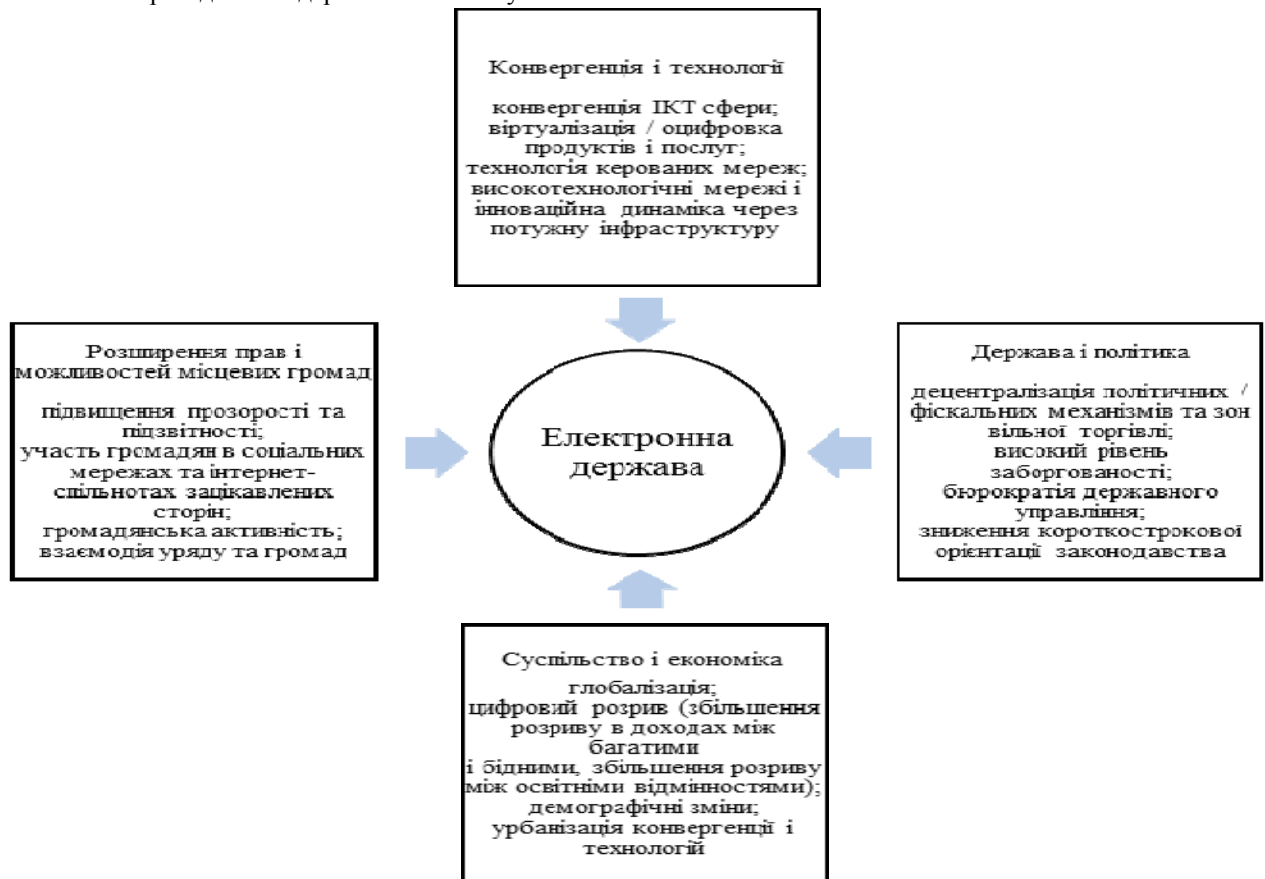 Конвергенція і технології
конвергенція ІКТ сфери;
віртуалізація / оцифровка
продуктів і послуг;
технологія керованих мереж;
високотехнологічні мережі і
інноваційна динаміка через
потужну інфраструктуру
Розширення прав і
можливостей місцевих громад
підвищення прозорості та
підзвітності;
участь громадян в соціальних
мережах та інтернет-
спільнотах зацікавлених
сторін;
громадянська активність;
взаємодія уряду та громад
Електронна
держава
Держава і політика
децентралізація політичних /
фіскальних механізмів та зон
вільної торгівлі;
високий рівень
заборгованості;
бюрократія державного
управління;
зниження короткострокової
орієнтації законодавства
Суспільство і економіка
глобалізація;
цифровий розрив (збільшення
розриву в доходах між
багатими
і бідними, збільшення розриву
між освітніми відмінностями);
демографічні зміни;
урбанізація конвергенції і
технологій